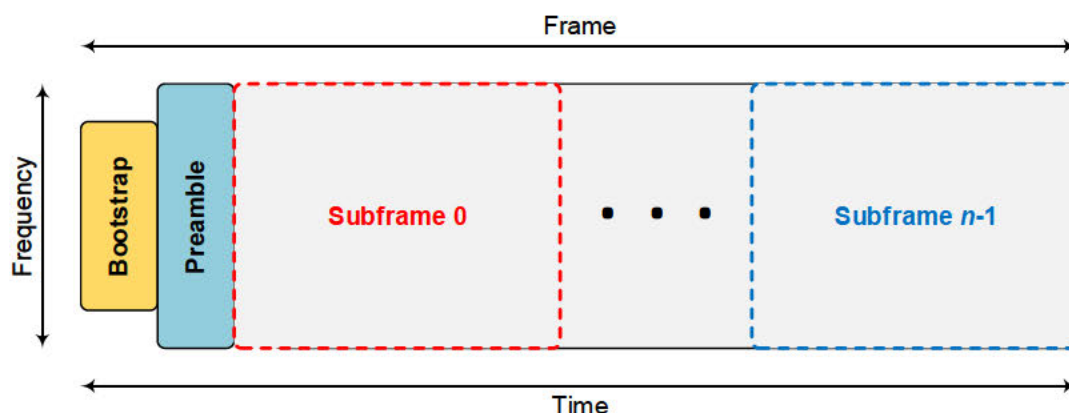 Frame
Frequency
Bootstrap
Preamble
Subframe 0
. . .
Subframe n-1
Time